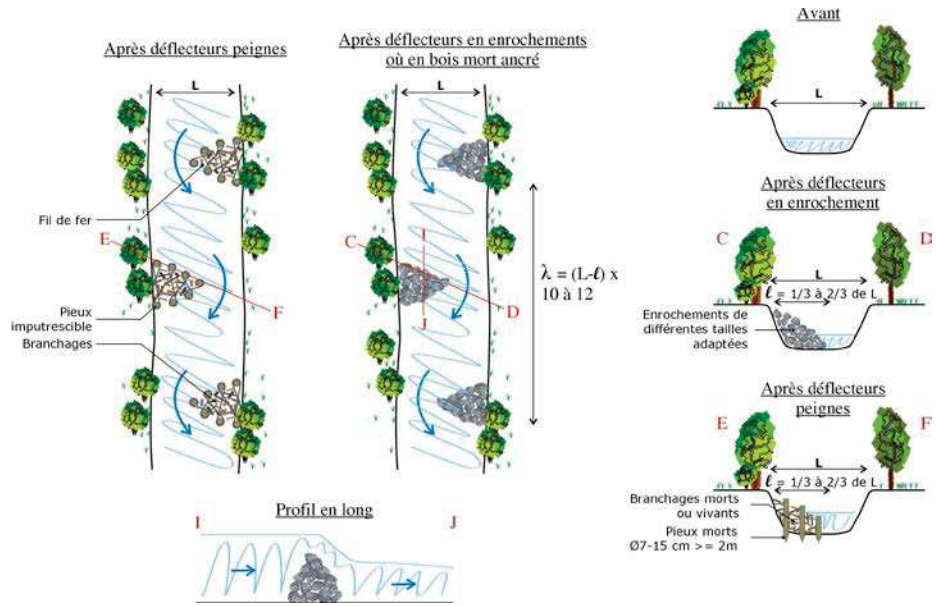 Après déflecteurs peignes
L
Fil de fer
E
F
Pieux
imputrescible
Branchages
Après déflecteurs en enrochements
où en bois mort ancré
L
C
I
J
D
λ = (L-ℓ) x
10 à 12
Profil en long
I
J
Avant
L
Après déflecteurs
en enrochement
C
D
L
ℓ = 1/3 à 2/3 de L
Enrochements de
différentes tailles
adaptées
Après déflecteurs
peignes
E
F
L
ℓ = 1/3 à 2/3 de L
Branchages morts
ou vivants
Pieux morts
Ø7-15 cm >= 2m